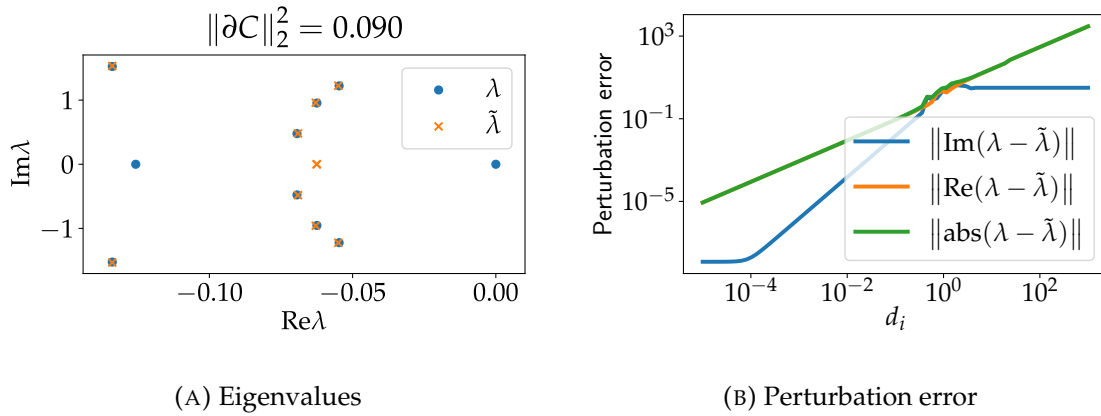 ‖∂C‖₂² = 0.090
λ
λ̃
1
0
−1
Imλ
−0.10
−0.05
0.00
Reλ
(A) Eigenvalues
10³
10⁻¹
10⁻⁵
Perturbation error
‖Im(λ − λ̃)‖
‖Re(λ − λ̃)‖
‖abs(λ − λ̃)‖
10⁻⁴
10⁻²
10⁰
10²
dᵢ
(B) Perturbation error